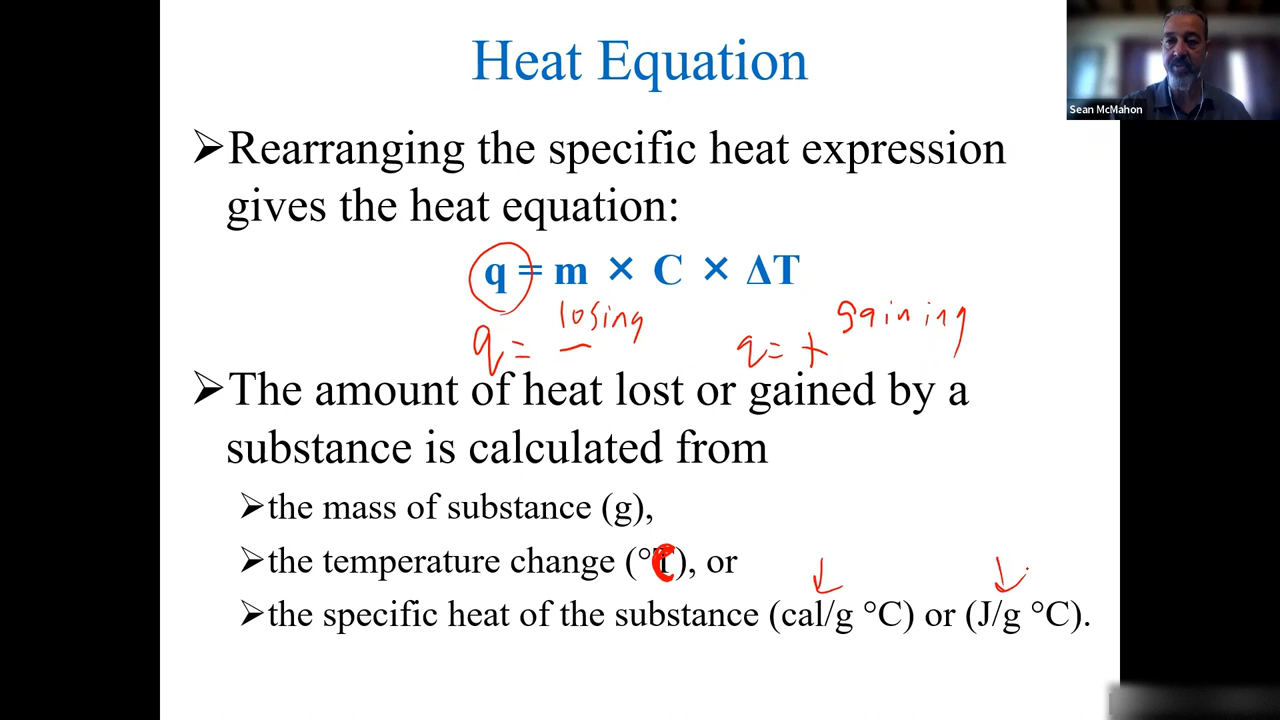 Heat Equation
Sean McMahon
➢Rearranging the specific heat expression
gives the heat equation:
q = m × C × ΔT
losing
gaining
q = −
q = +
➢The amount of heat lost or gained by a
substance is calculated from
➢the mass of substance (g),
➢the temperature change (°C), or
➢the specific heat of the substance (cal/g °C) or (J/g °C).